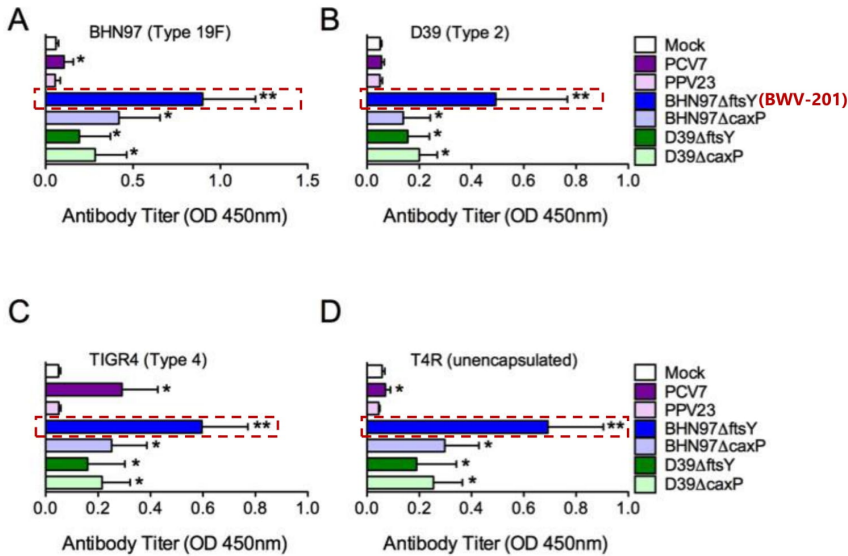 A
BHN97 (Type 19F)
*
**
*
*
*
0.0 0.5 1.0 1.5
Antibody Titer (OD 450nm)
B
D39 (Type 2)
**
*
*
*
0.0 0.2 0.4 0.6 0.8 1.0
Antibody Titer (OD 450nm)
Mock
PCV7
PPV23
BHN97ΔftsY(BWV-201)
BHN97ΔcaxP
D39ΔftsY
D39ΔcaxP
C
TIGR4 (Type 4)
*
**
*
*
*
0.0 0.2 0.4 0.6 0.8 1.0
Antibody Titer (OD 450nm)
D
T4R (unencapsulated)
*
**
*
*
*
0.0 0.2 0.4 0.6 0.8 1.0
Antibody Titer (OD 450nm)
Mock
PCV7
PPV23
BHN97ΔftsY
BHN97ΔcaxP
D39ΔftsY
D39ΔcaxP